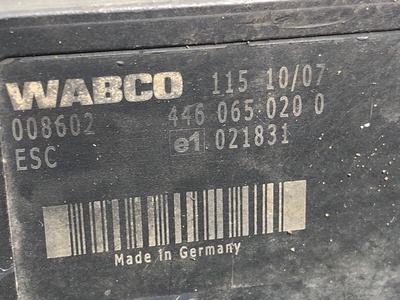 WABCO 115 10/07
008602 446 065 020 0
ESC e1 021831
Made in Germany